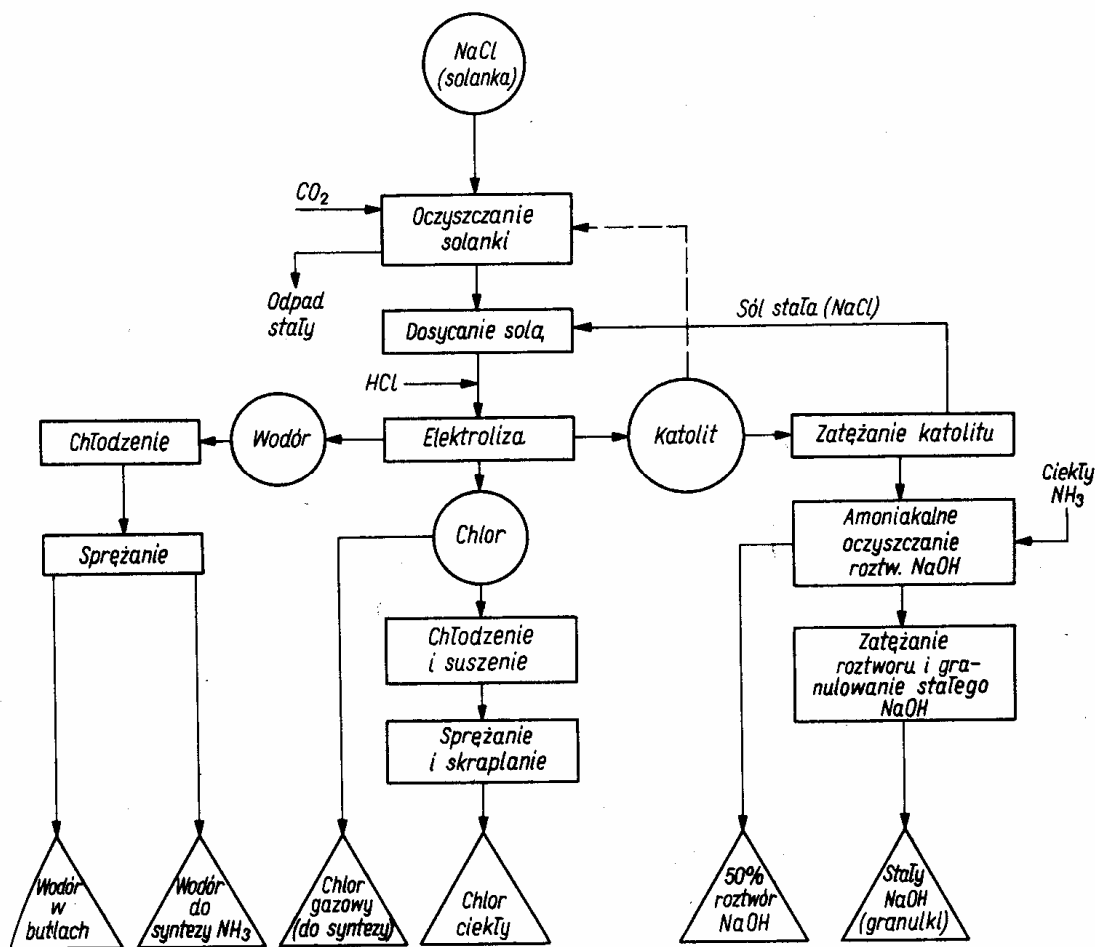 NaCl
(solanka)
CO₂
Oczyszczanie
solanki
Odpad
stały
Sól stała (NaCl)
Dosycanie solą
HCl
Chłodzenie
Wodór
Elektroliza
Katolit
Zatężanie katolitu
Ciekły
NH₃
Sprężanie
Chlor
Amoniakalne
oczyszczanie
roztw. NaOH
Chłodzenie
i suszenie
Zatężanie
roztworu i gra-
nulowanie stałego
NaOH
Sprężanie
i skraplanie
Wodór
w
butlach
Wodór
do
syntezy NH₃
Chlor
gazowy
(do syntezy)
Chlor
ciekły
50%
roztwór
NaOH
Stały
NaOH
(granulki)